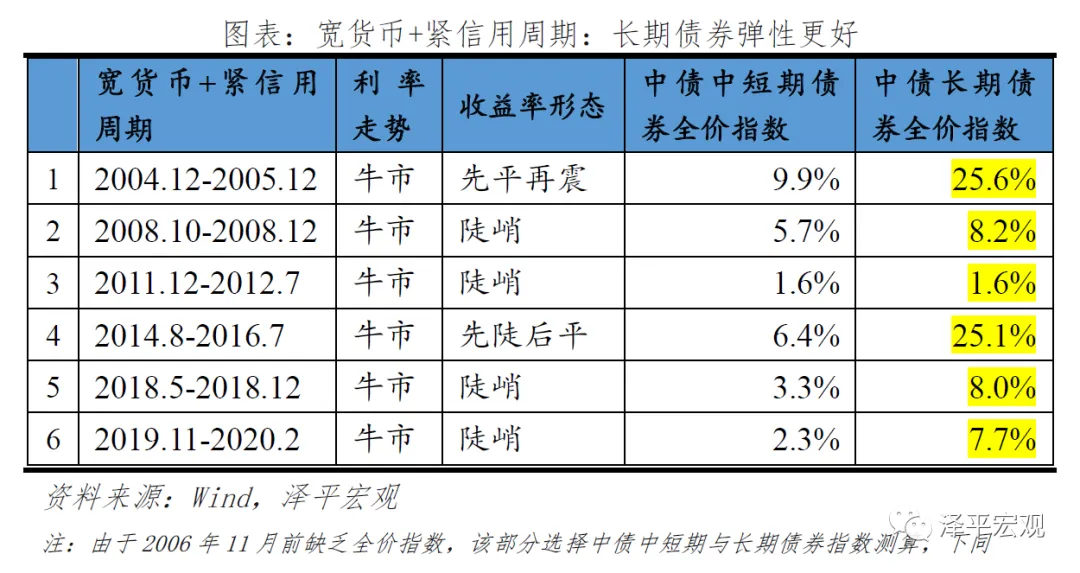 图表：宽货币+紧信用周期：长期债券弹性更好
宽货币+紧信用周期 利率走势 收益率形态 中债中短期债券全价指数 中债长期债券全价指数
1 2004.12-2005.12 牛市 先平再震 9.9% 25.6%
2 2008.10-2008.12 牛市 陡峭 5.7% 8.2%
3 2011.12-2012.7 牛市 陡峭 1.6% 1.6%
4 2014.8-2016.7 牛市 先陡后平 6.4% 25.1%
5 2018.5-2018.12 牛市 陡峭 3.3% 8.0%
6 2019.11-2020.2 牛市 陡峭 2.3% 7.7%
资料来源：Wind，泽平宏观
注：由于2006年11月前缺乏全价指数，该部分选择中债中短期与长期债券指数测算，下同
泽平宏观